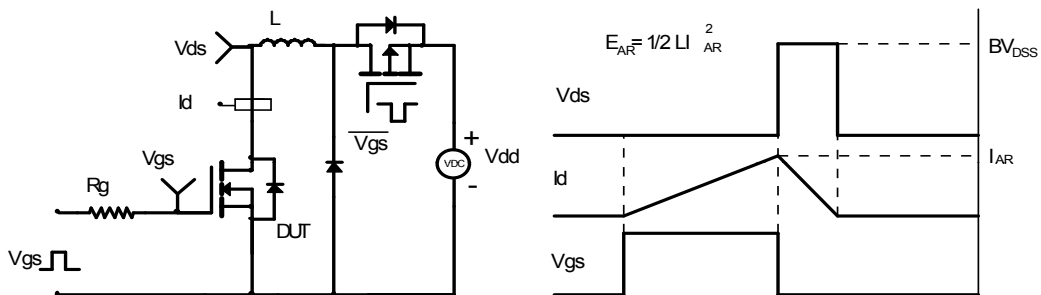 L
Vds
Id
Vgs
Vgs
+
VDC
Vdd
-
Rg
DUT
Vgs
E_AR = 1/2 LI_AR^2
BV_DSS
Vds
I_AR
Id
Vgs